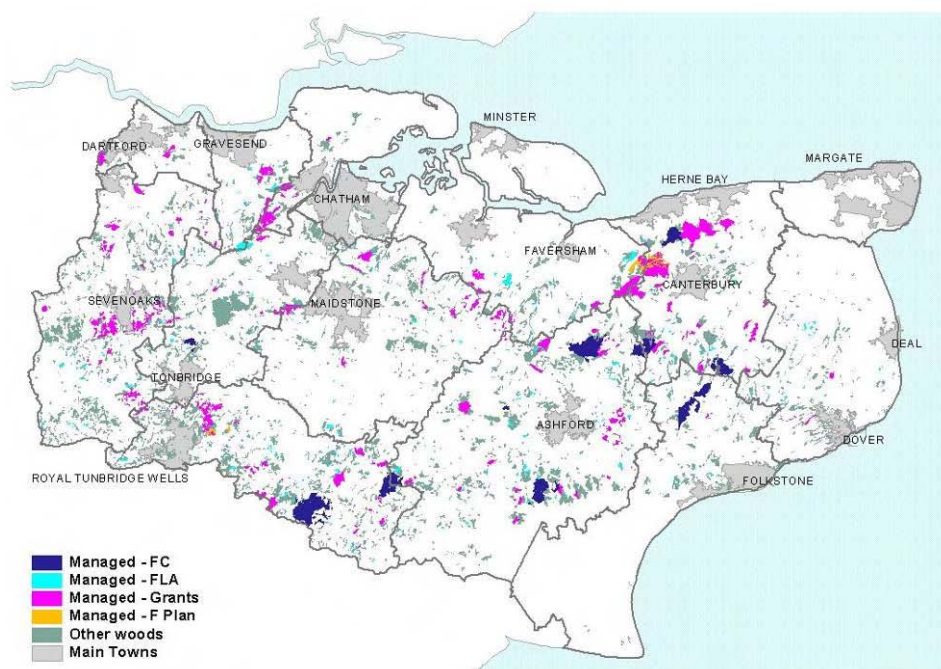 MINSTER
MARGATE
DARTFORD
GRAVESEND
HERNE BAY
CHATHAM
FAVERSHAM
CANTERBURY
SEVENOAKS
MAIDSTONE
DEAL
TONBRIDGE
ASHFORD
DOVER
ROYAL TUNBRIDGE WELLS
FOLKSTONE
Managed - FC
Managed - FLA
Managed - Grants
Managed - F Plan
Other woods
Main Towns